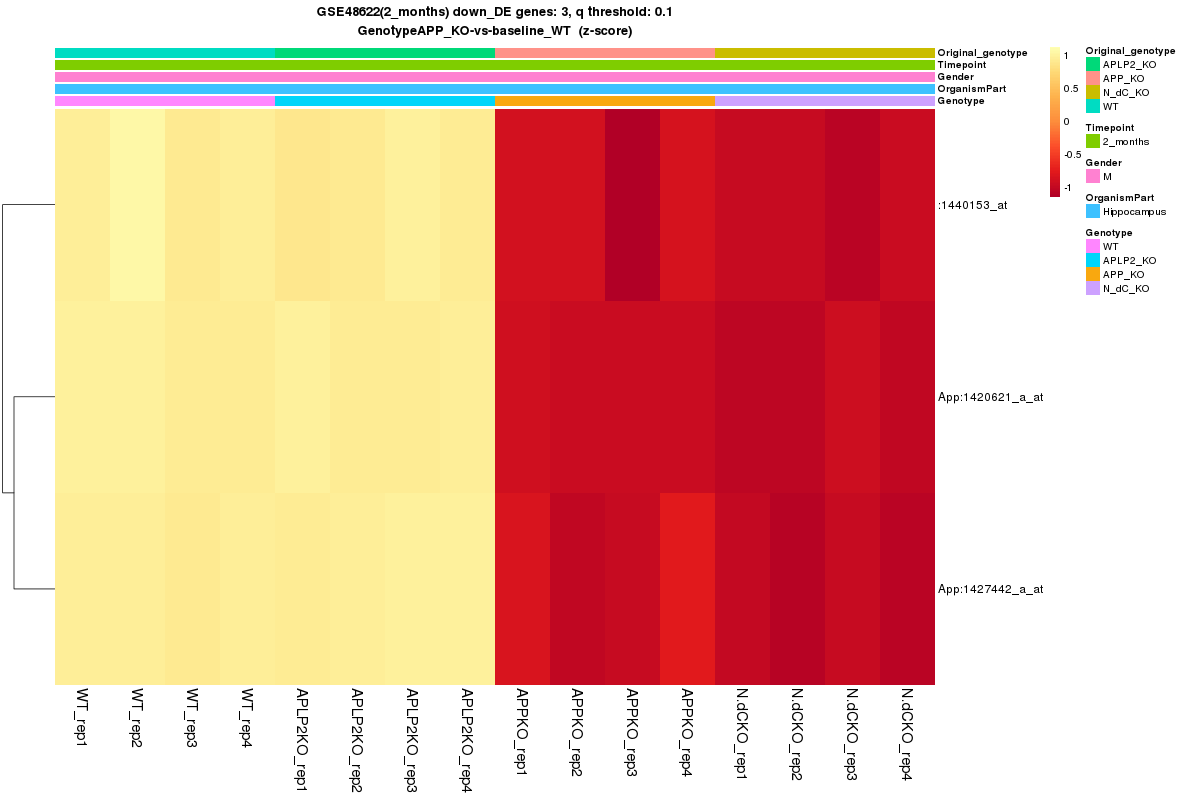 GSE48622(2_months) down_DE genes: 3, q threshold: 0.1
GenotypeAPP_KO-vs-baseline_WT (z-score)
Original_genotype
Timepoint
Gender
OrganismPart
Genotype
:1440153_at
App:1420621_a_at
App:1427442_a_at
WT_rep1
WT_rep2
WT_rep3
WT_rep4
APLP2KO_rep1
APLP2KO_rep2
APLP2KO_rep3
APLP2KO_rep4
APPKO_rep1
APPKO_rep2
APPKO_rep3
APPKO_rep4
N.dCKO_rep1
N.dCKO_rep2
N.dCKO_rep3
N.dCKO_rep4
1
0.5
0
-0.5
-1
Original_genotype
APLP2_KO
APP_KO
N_dC_KO
WT
Timepoint
2_months
Gender
M
OrganismPart
Hippocampus
Genotype
WT
APLP2_KO
APP_KO
N_dC_KO